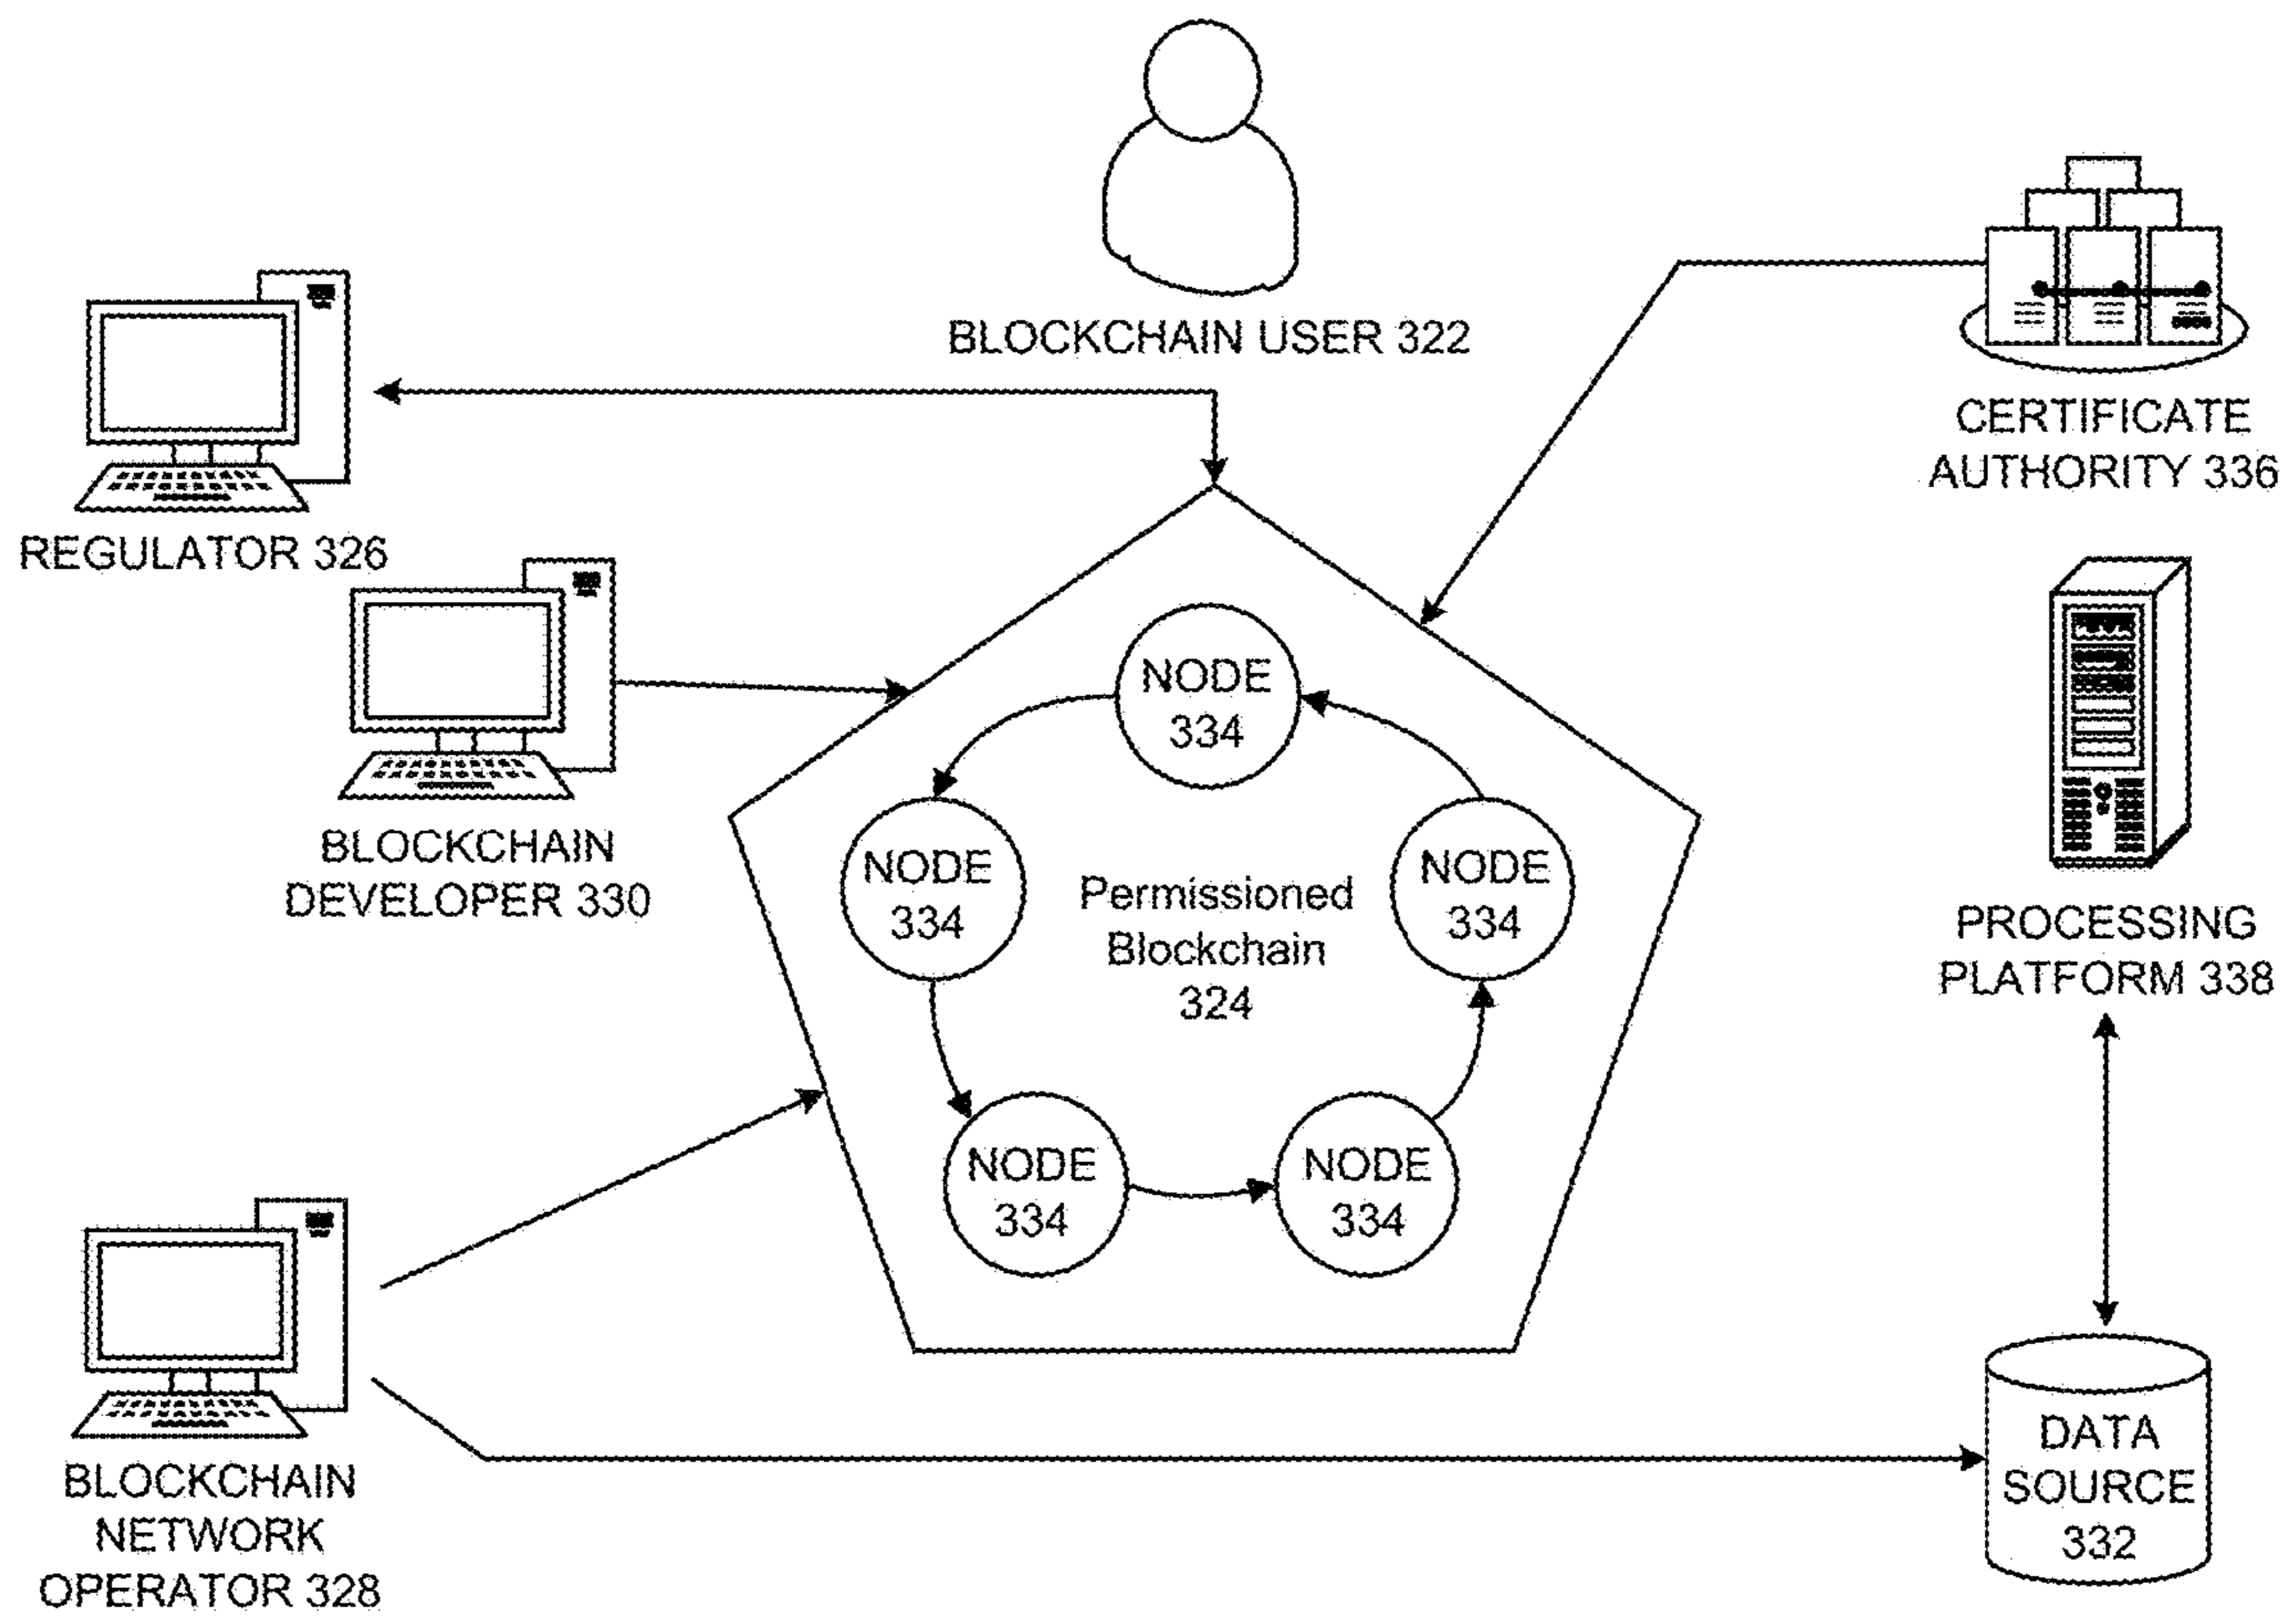 BLOCKCHAIN USER 322
CERTIFICATE
AUTHORITY 336
REGULATOR 326
BLOCKCHAIN
DEVELOPER 330
NODE
334
NODE
334
Permissioned
Blockchain
324
NODE
334
PROCESSING
PLATFORM 338
NODE
334
NODE
334
BLOCKCHAIN
NETWORK
OPERATOR 328
DATA
SOURCE
332